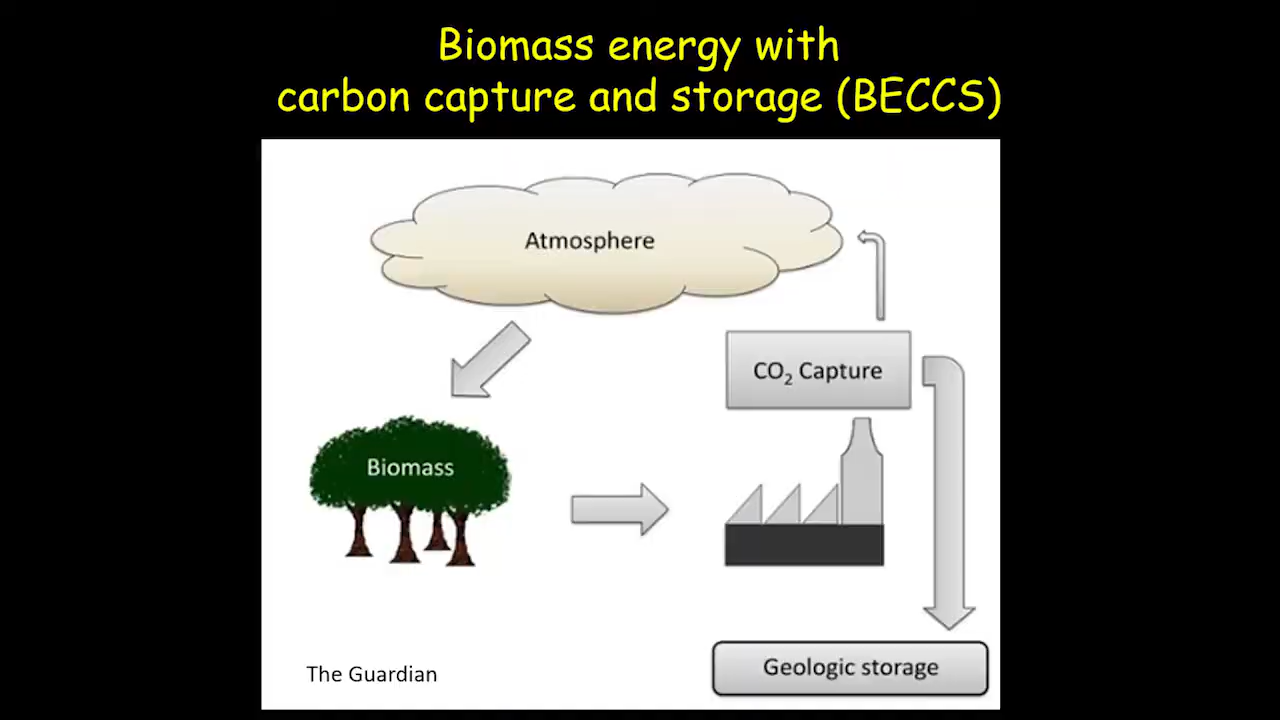 Biomass energy with
carbon capture and storage (BECCS)
Atmosphere
CO₂ Capture
Biomass
Geologic storage
The Guardian